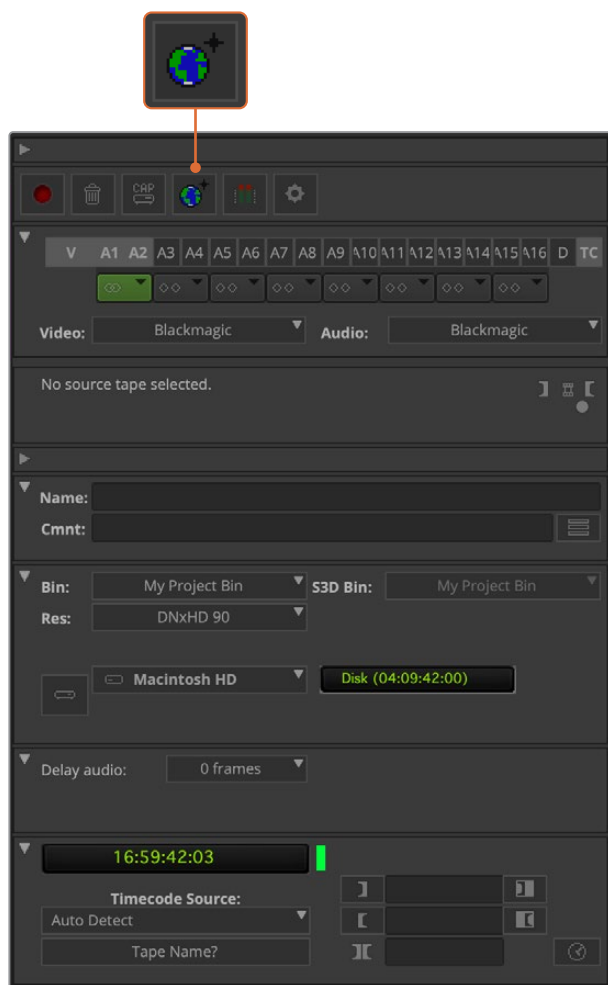 CAP
V A1 A2 A3 A4 A5 A6 A7 A8 A9 A10 A11 A12 A13 A14 A15 A16 D TC
Video: Blackmagic Audio: Blackmagic
No source tape selected.
Name:
Cmnt:
Bin: My Project Bin S3D Bin: My Project Bin
Res: DNxHD 90
Macintosh HD Disk (04:09:42:00)
Delay audio: 0 frames
16:59:42:03
Timecode Source:
Auto Detect
Tape Name?